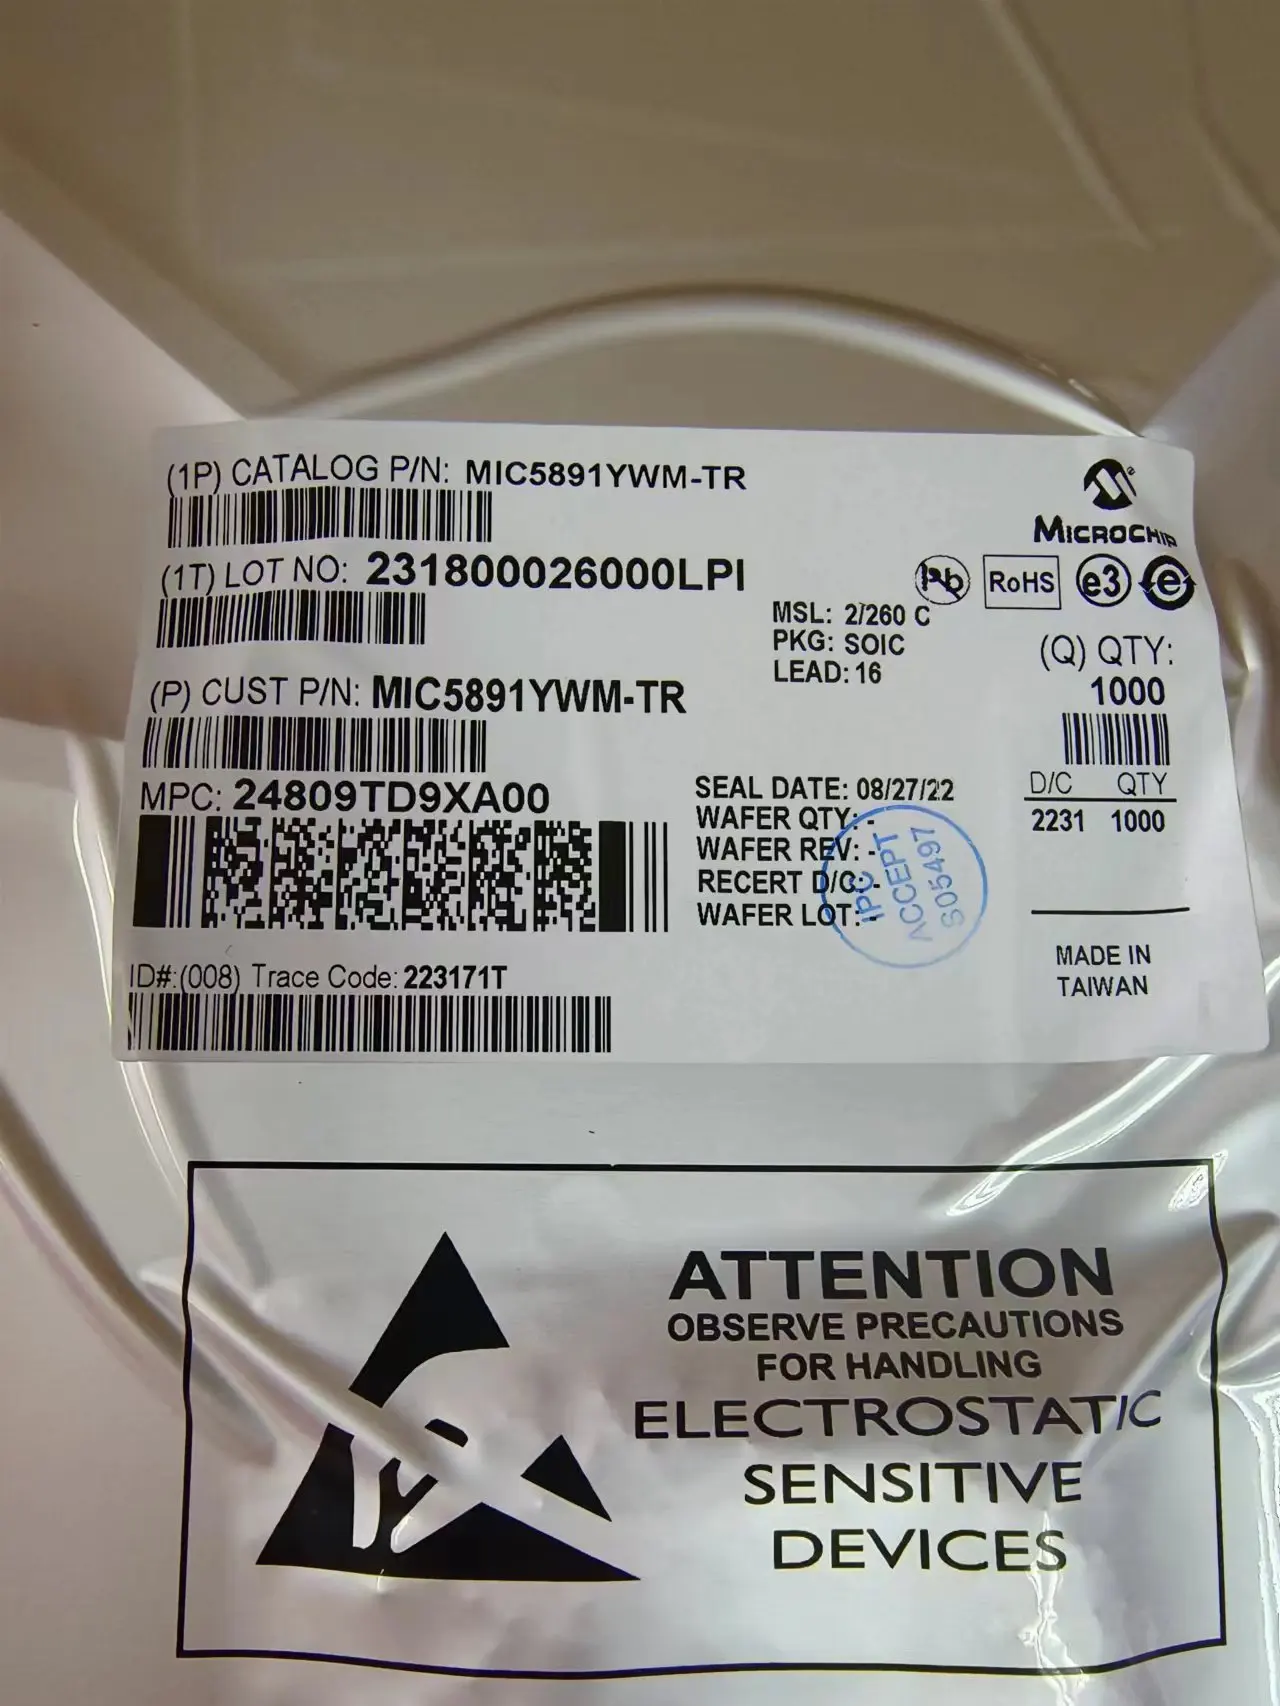 (1P) CATALOG P/N: MIC5891YWM-TR
MICROCHIP
(1T) LOT NO: 231800026000LPI
Pb RoHS e3 e
MSL: 2/260 C
PKG: SOIC
LEAD: 16
(Q) QTY:
1000
(P) CUST P/N: MIC5891YWM-TR
MPC: 24809TD9XA00
SEAL DATE: 08/27/22
WAFER QTY: -
WAFER REV: -
RECERT D/C: -
WAFER LOT: -
IPC
ACCEPT
S05497
D/C QTY
2231 1000
MADE IN
TAIWAN
ID#:(008) Trace Code: 223171T
ATTENTION
OBSERVE PRECAUTIONS
FOR HANDLING
ELECTROSTATIC
SENSITIVE
DEVICES